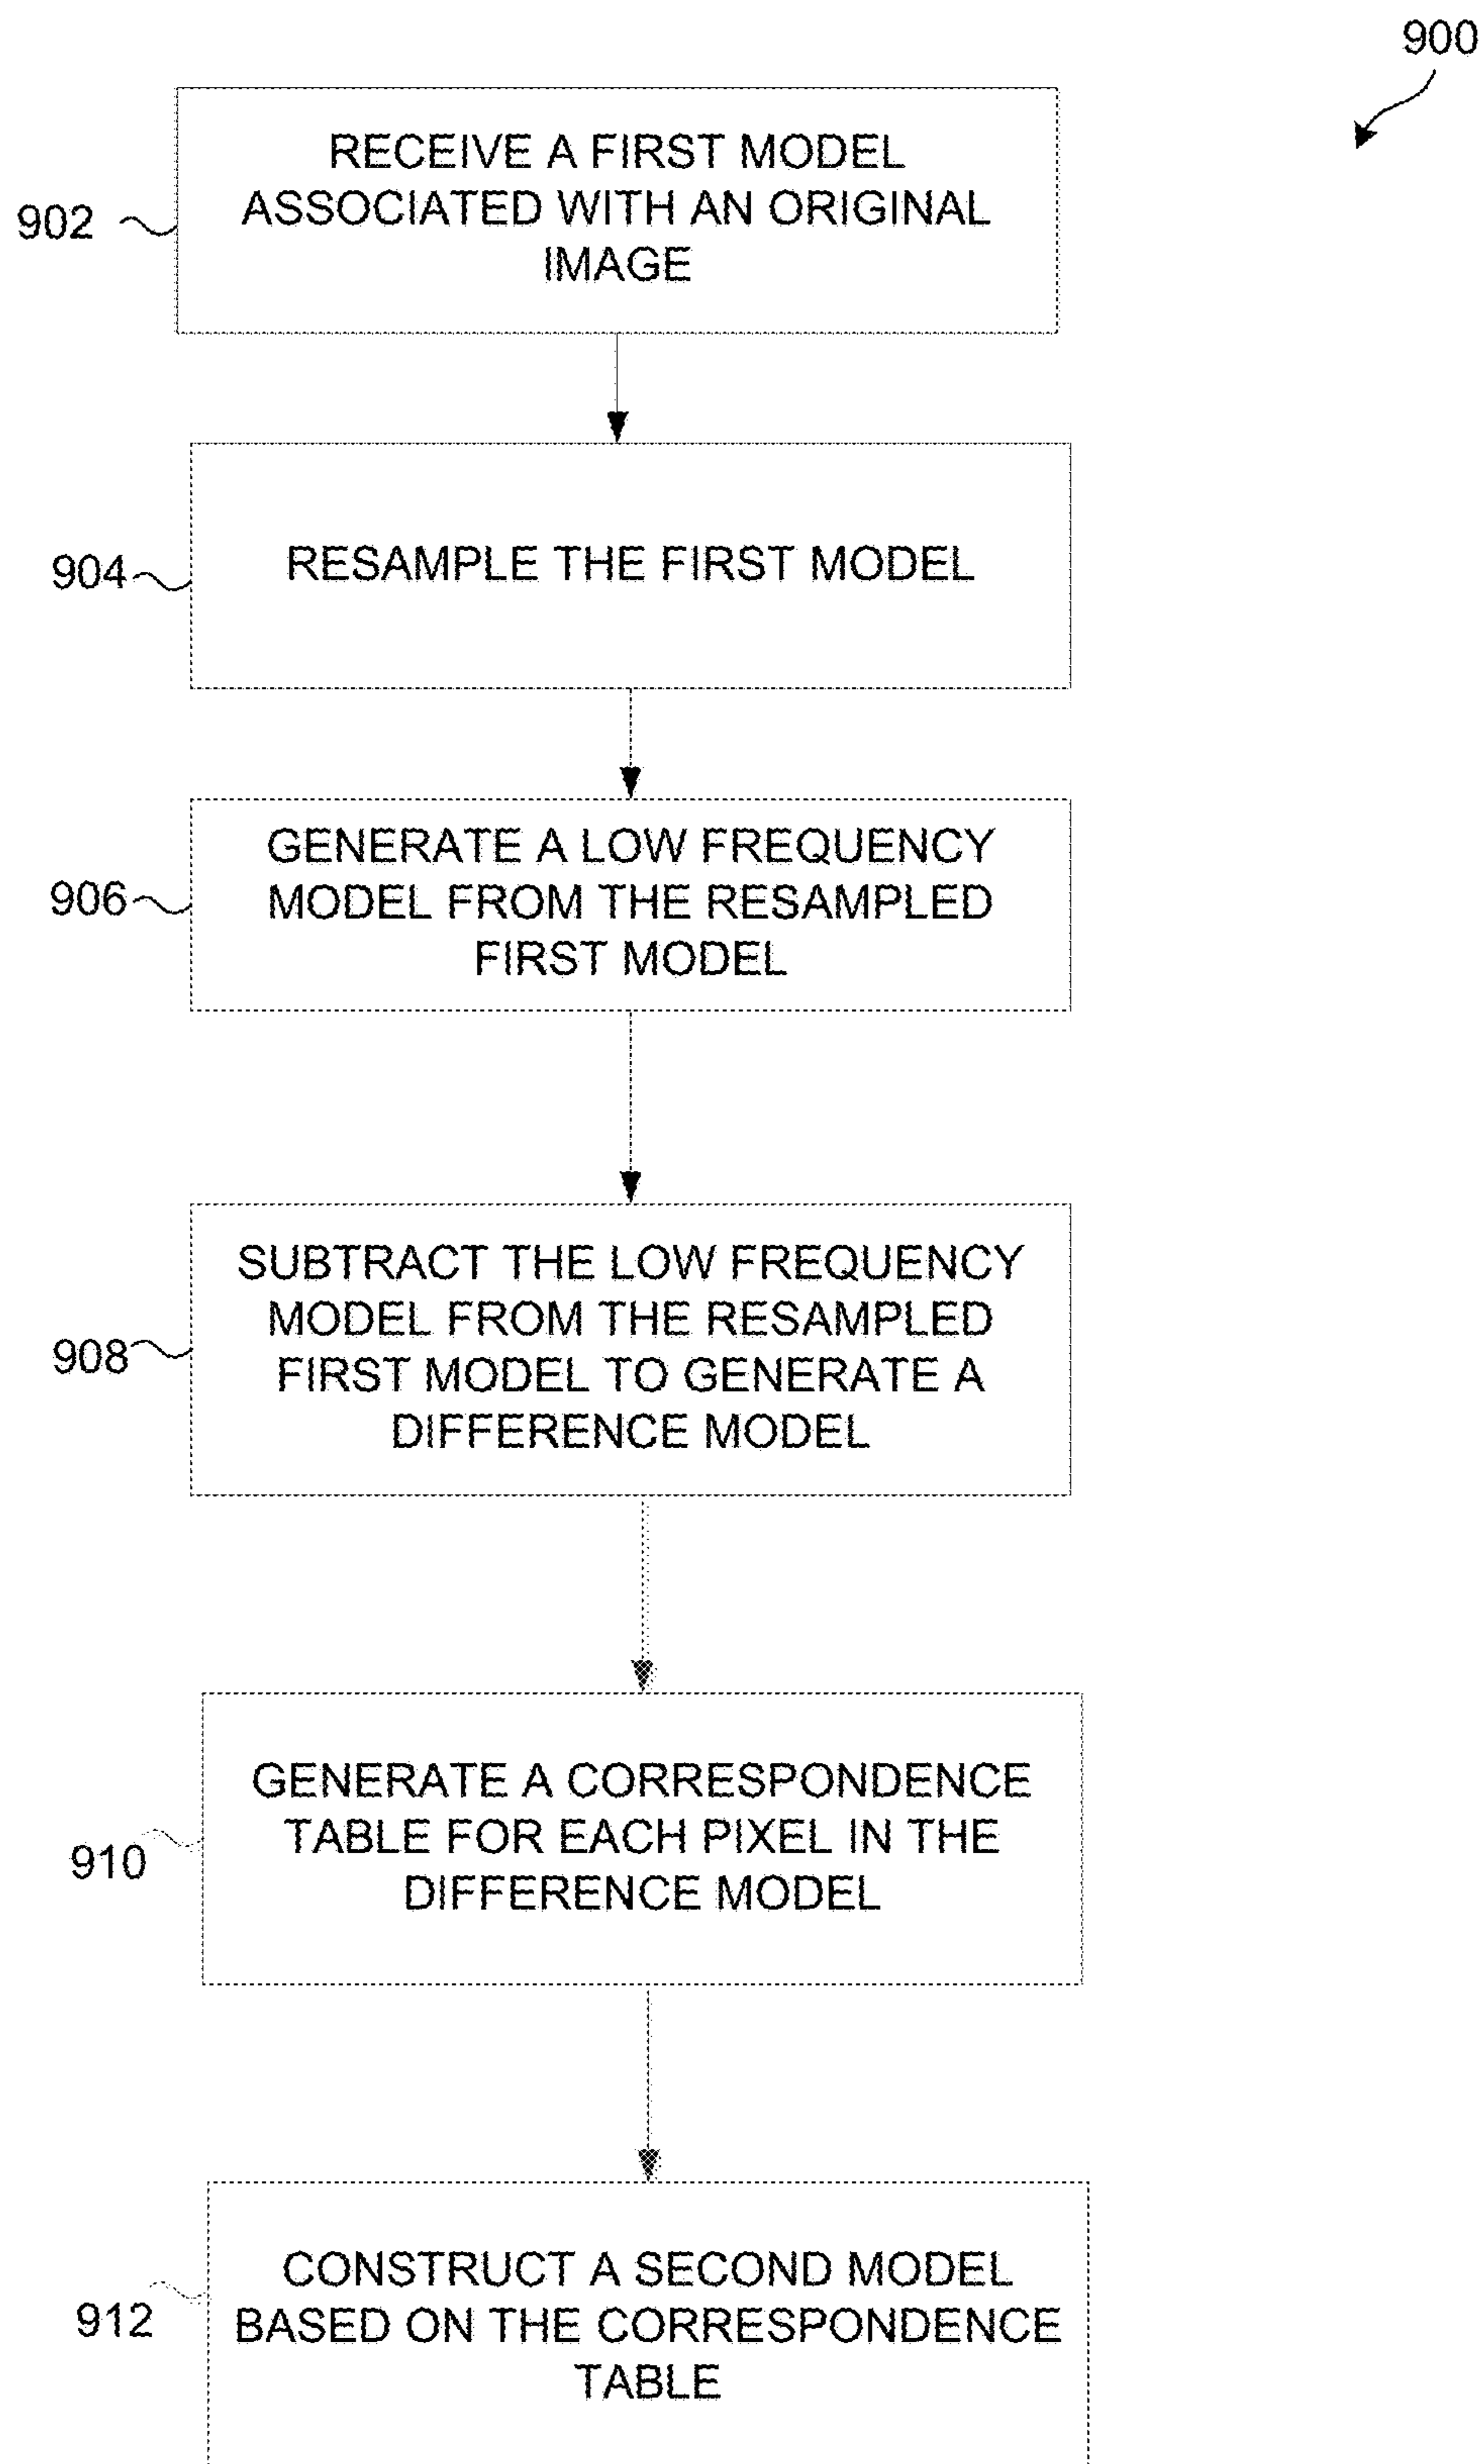 900
RECEIVE A FIRST MODEL
ASSOCIATED WITH AN ORIGINAL
IMAGE
902
RESAMPLE THE FIRST MODEL
904
GENERATE A LOW FREQUENCY
MODEL FROM THE RESAMPLED
FIRST MODEL
906
SUBTRACT THE LOW FREQUENCY
MODEL FROM THE RESAMPLED
FIRST MODEL TO GENERATE A
DIFFERENCE MODEL
908
GENERATE A CORRESPONDENCE
TABLE FOR EACH PIXEL IN THE
DIFFERENCE MODEL
910
CONSTRUCT A SECOND MODEL
BASED ON THE CORRESPONDENCE
TABLE
912